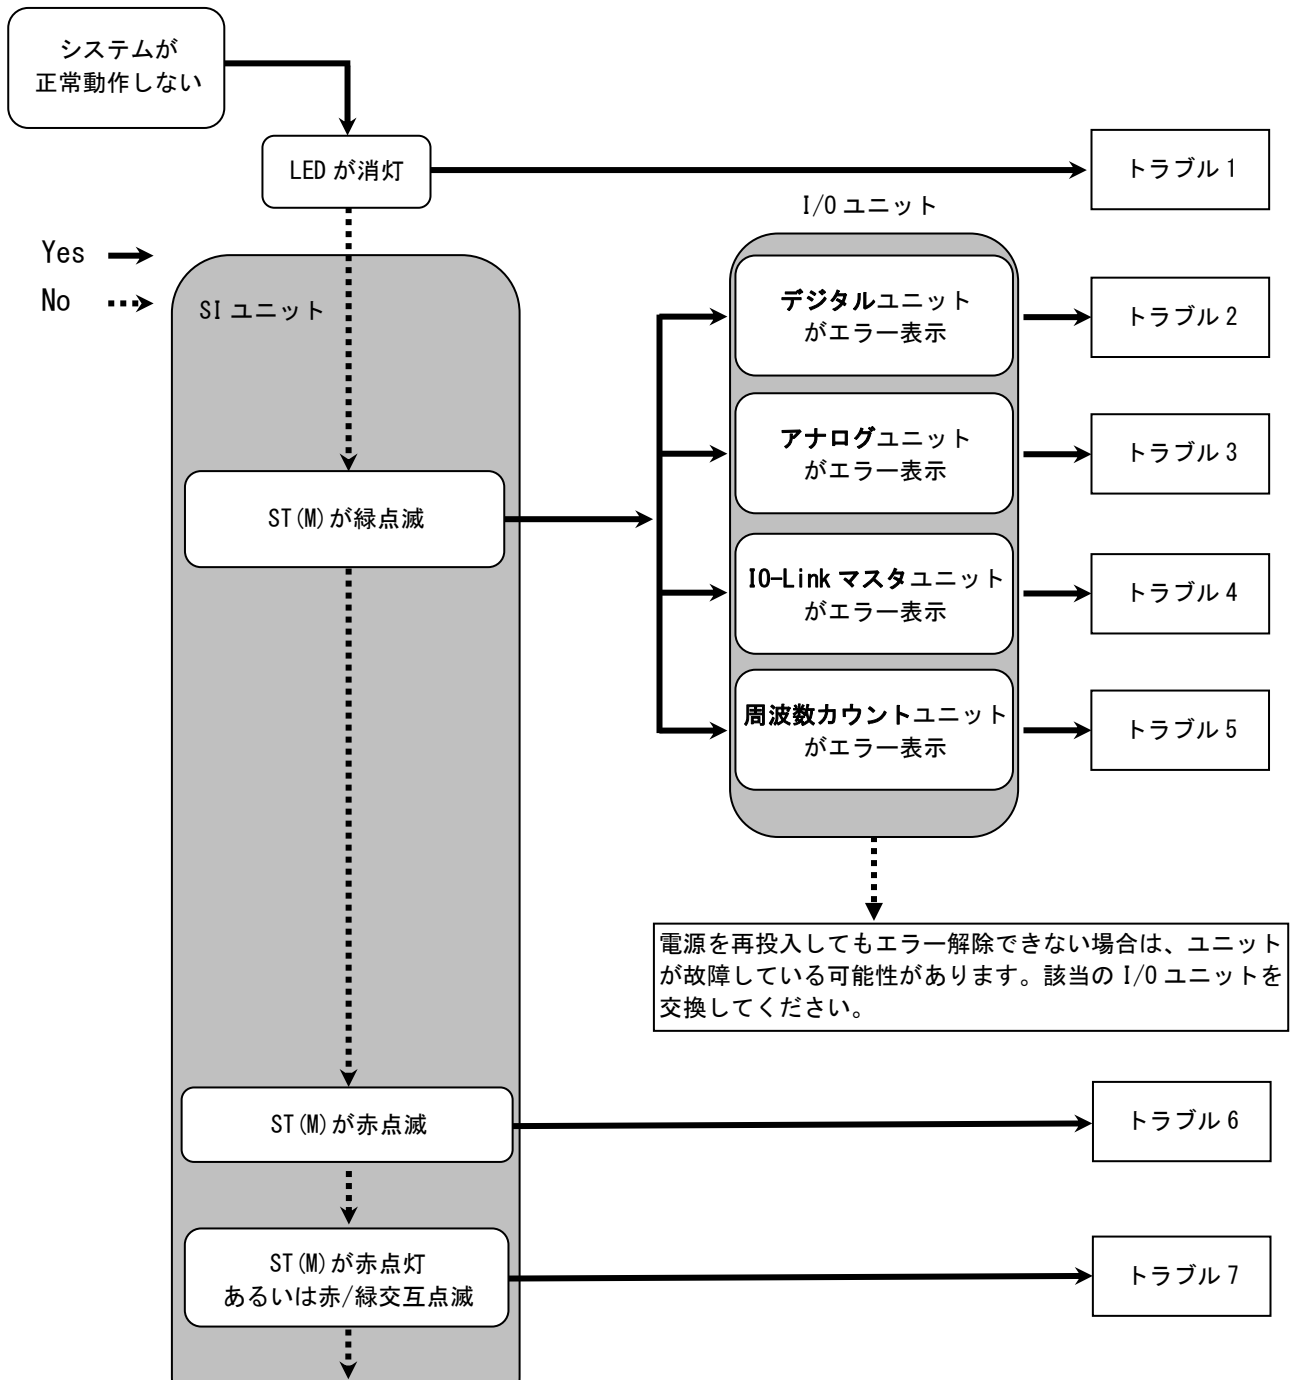 システムが
正常動作しない
LED が消灯
トラブル 1
I/O ユニット
Yes
No
SI ユニット
デジタルユニット
がエラー表示
トラブル 2
アナログユニット
がエラー表示
トラブル 3
ST(M)が緑点滅
IO-Link マスタユニット
がエラー表示
トラブル 4
周波数カウントユニット
がエラー表示
トラブル 5
電源を再投入してもエラー解除できない場合は、ユニット
が故障している可能性があります。該当の I/O ユニットを
交換してください。
ST(M)が赤点滅
トラブル 6
ST(M)が赤点灯
あるいは赤/緑交互点滅
トラブル 7